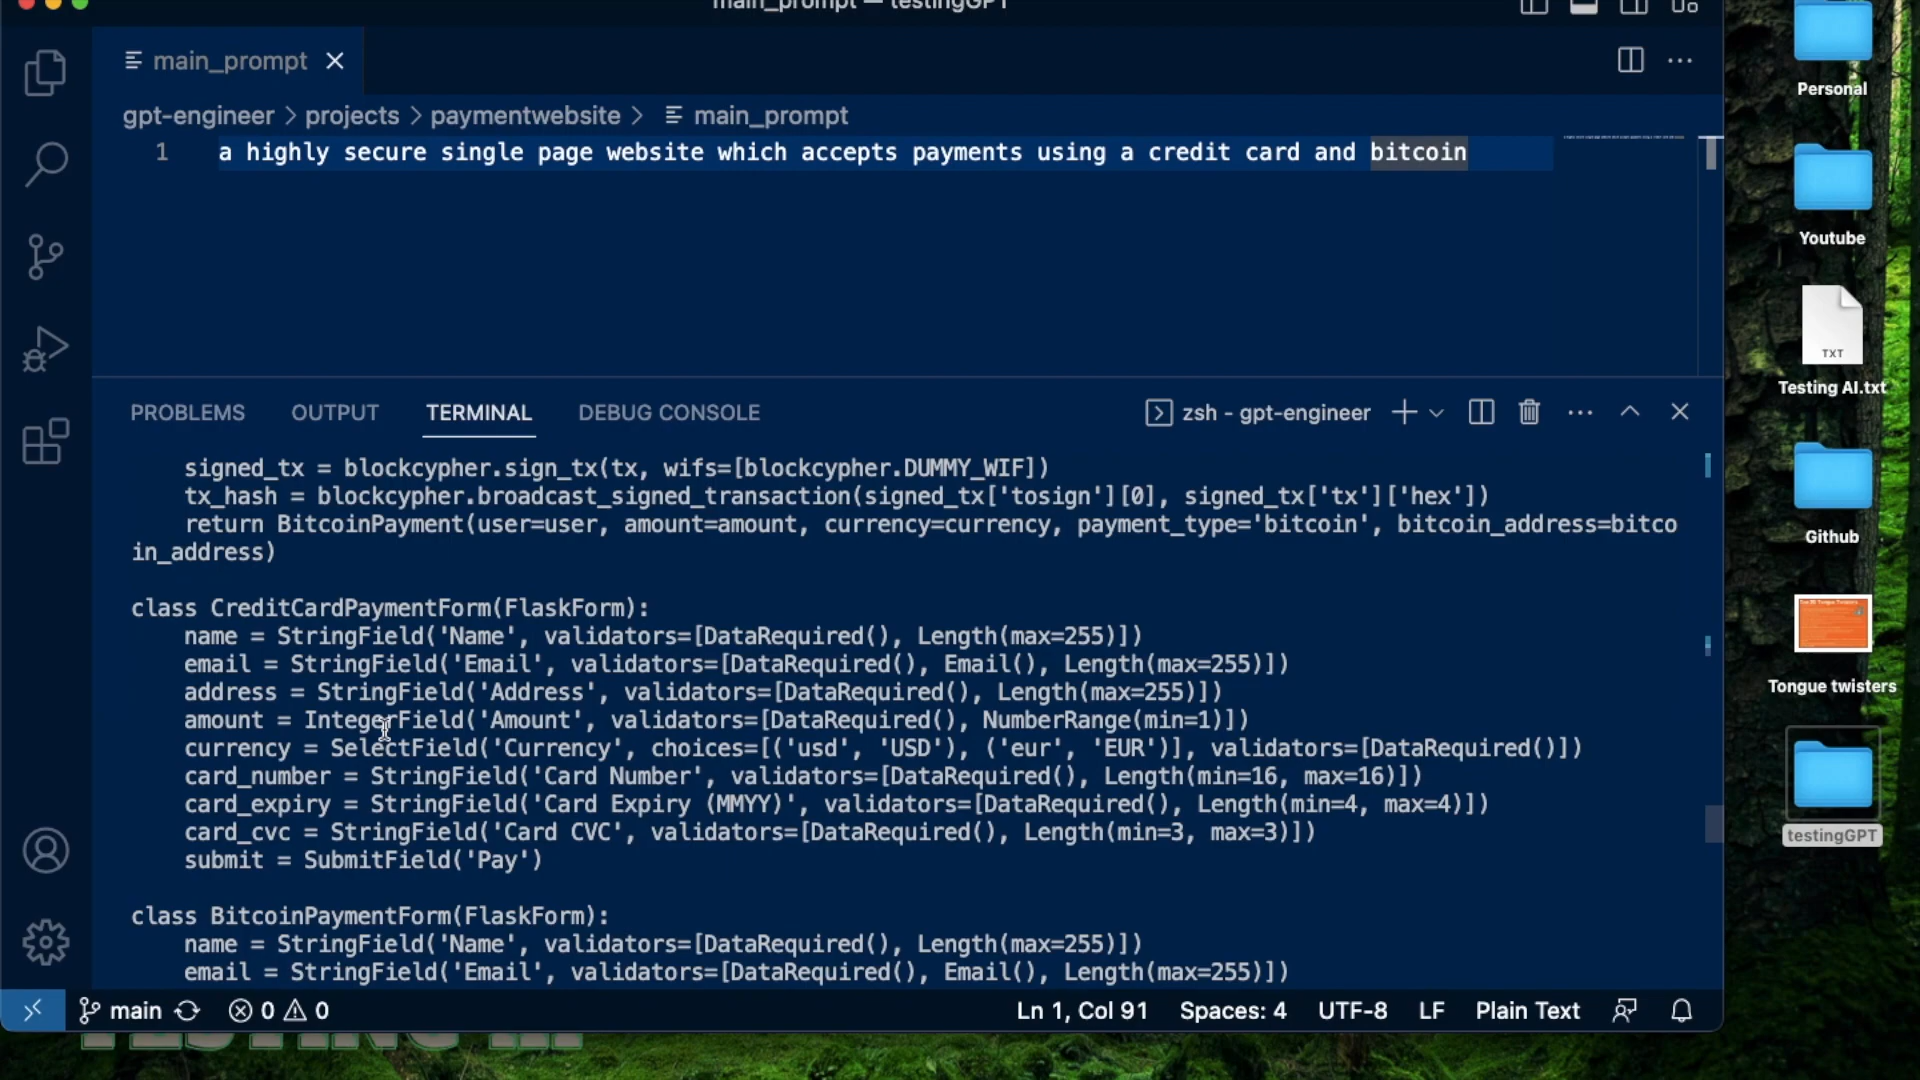 main_prompt — testingGPT
main_prompt
gpt-engineer > projects > paymentwebsite > main_prompt
1 a highly secure single page website which accepts payments using a credit card and bitcoin
PROBLEMS OUTPUT TERMINAL DEBUG CONSOLE zsh - gpt-engineer
signed_tx = blockcypher.sign_tx(tx, wifs=[blockcypher.DUMMY_WIF])
tx_hash = blockcypher.broadcast_signed_transaction(signed_tx['tosign'][0], signed_tx['tx']['hex'])
return BitcoinPayment(user=user, amount=amount, currency=currency, payment_type='bitcoin', bitcoin_address=bitco
in_address)
class CreditCardPaymentForm(FlaskForm):
name = StringField('Name', validators=[DataRequired(), Length(max=255)])
email = StringField('Email', validators=[DataRequired(), Email(), Length(max=255)])
address = StringField('Address', validators=[DataRequired(), Length(max=255)])
amount = IntegerField('Amount', validators=[DataRequired(), NumberRange(min=1)])
currency = SelectField('Currency', choices=[('usd', 'USD'), ('eur', 'EUR')], validators=[DataRequired()])
card_number = StringField('Card Number', validators=[DataRequired(), Length(min=16, max=16)])
card_expiry = StringField('Card Expiry (MMYY)', validators=[DataRequired(), Length(min=4, max=4)])
card_cvc = StringField('Card CVC', validators=[DataRequired(), Length(min=3, max=3)])
submit = SubmitField('Pay')
class BitcoinPaymentForm(FlaskForm):
name = StringField('Name', validators=[DataRequired(), Length(max=255)])
email = StringField('Email', validators=[DataRequired(), Email(), Length(max=255)])
main 0 0 Ln 1, Col 91 Spaces: 4 UTF-8 LF Plain Text
Personal
Youtube
TXT
Testing AI.txt
Github
Tongue twisters
testingGPT